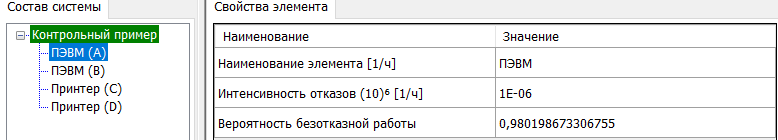 Состав системы
Свойства элемента
Контрольный пример
ПЭВМ (A)
ПЭВМ (B)
Принтер (C)
Принтер (D)
Наименование Значение
Наименование элемента [1/ч] ПЭВМ
Интенсивность отказов (10)⁶ [1/ч] 1E-06
Вероятность безотказной работы 0,980198673306755